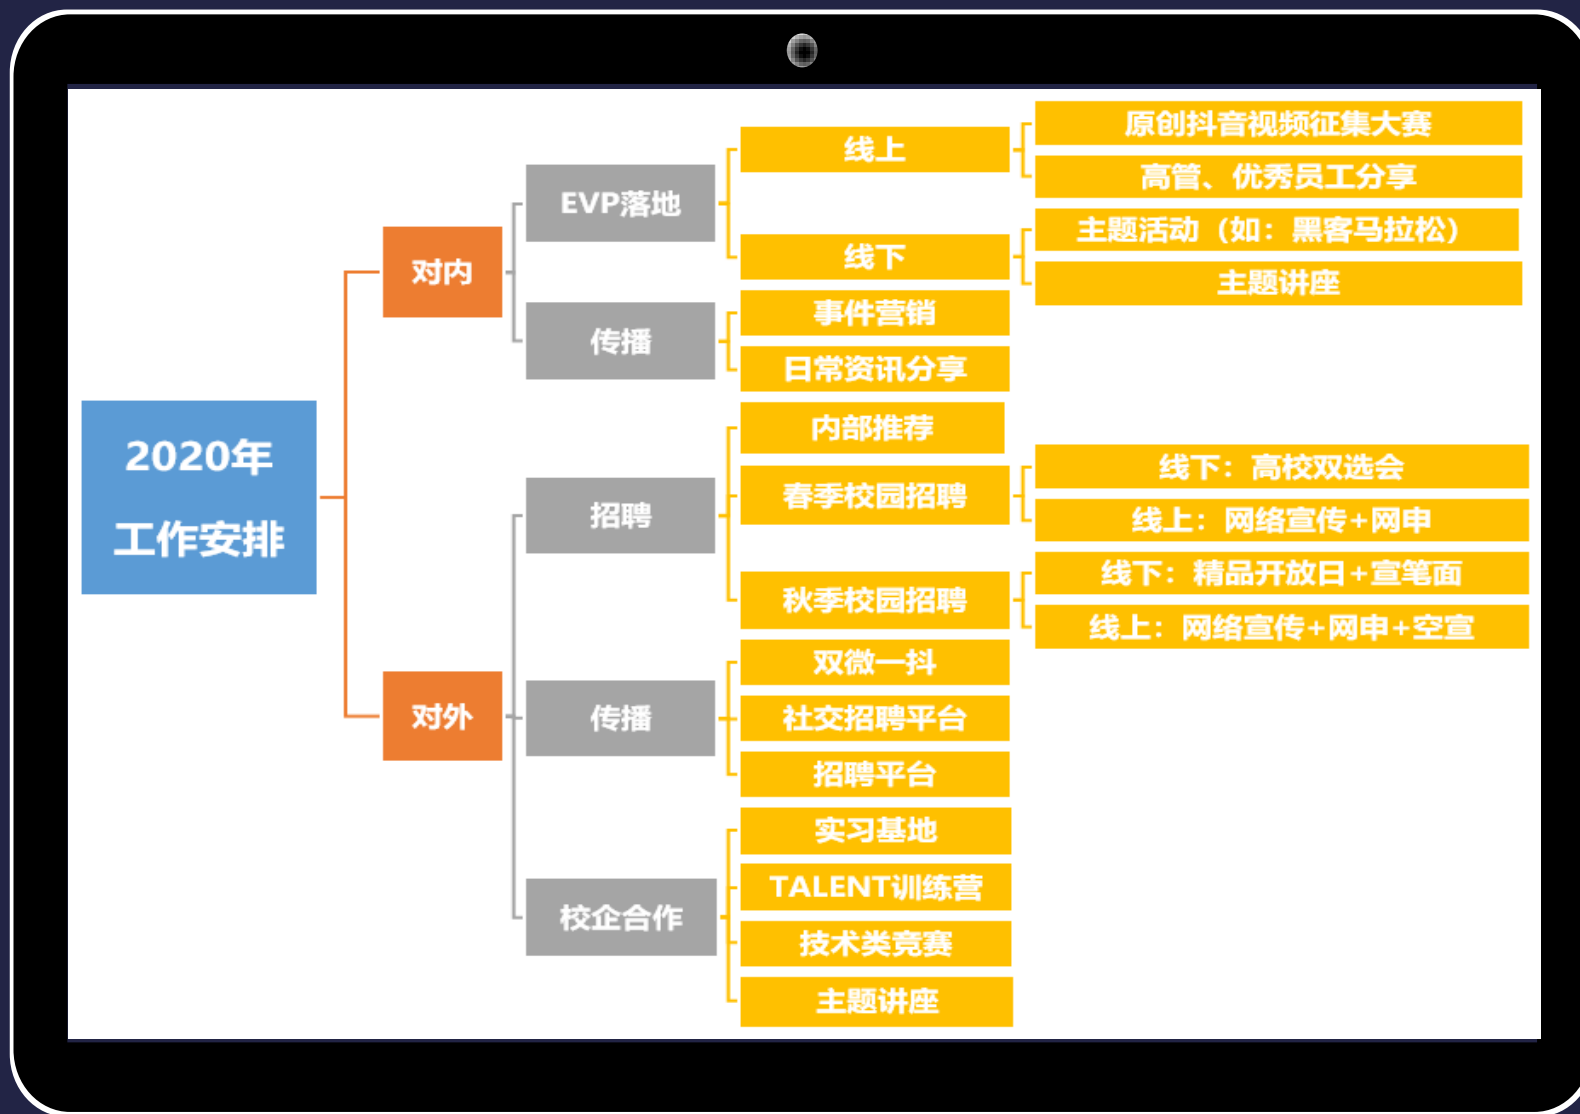 2020年
工作安排
对内
EVP落地
线上
原创抖音视频征集大赛
高管、优秀员工分享
线下
主题活动（如：黑客马拉松）
主题讲座
传播
事件营销
日常资讯分享
对外
招聘
内部推荐
春季校园招聘
线下：高校双选会
线上：网络宣传+网申
秋季校园招聘
线下：精品开放日+宣笔面
线上：网络宣传+网申+空宣
传播
双微一抖
社交招聘平台
招聘平台
校企合作
实习基地
TALENT训练营
技术类竞赛
主题讲座